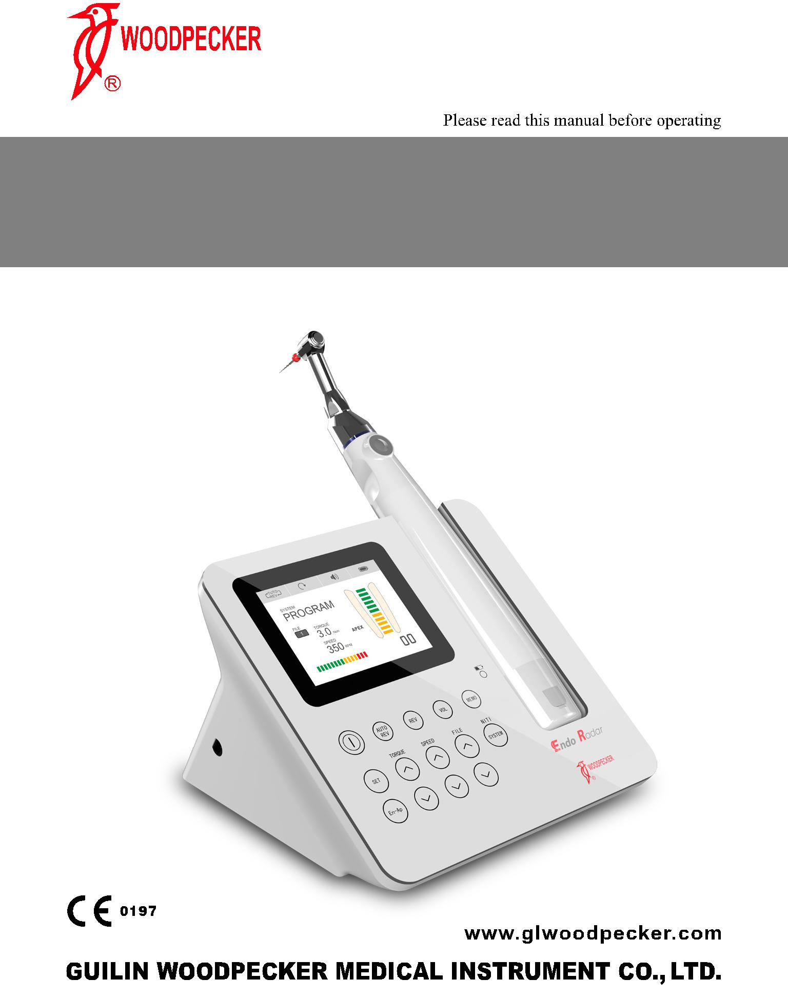 WOODPECKER
®
Please read this manual before operating
TUTO
REV
SYSTEM
PROGRAM
FILE
1
TORQUE
3.0 Ncm
SPEED
350 RPM
APEX
00
MEMO
VOL
REV
AUTO
REV
NITI
FILE
SPEED
TORQUE
SYSTEM
SET
En-Ap
Endo Radar
WOODPECKER
®
CE 0197
www.glwoodpecker.com
GUILIN WOODPECKER MEDICAL INSTRUMENT CO., LTD.